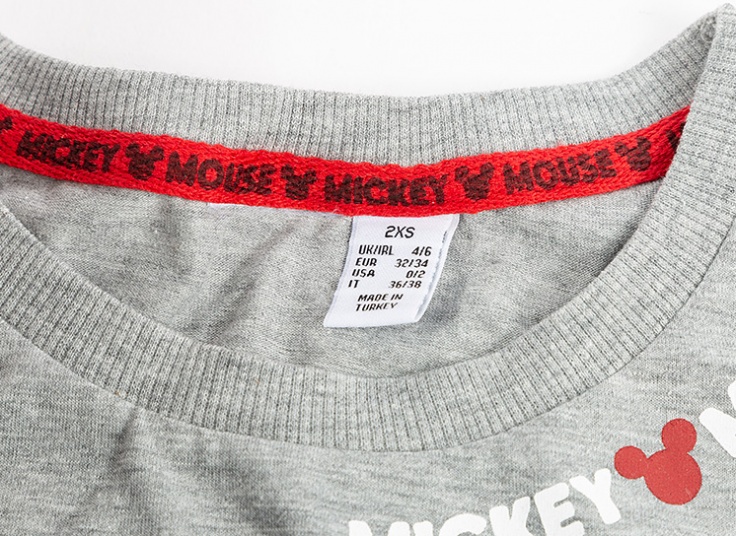 MICKEY MOUSE MICKEY MOUSE
2XS
UK/IRL 4/6
EUR 32/34
USA 0/2
IT 36/38
MADE IN
TURKEY
MICKEY